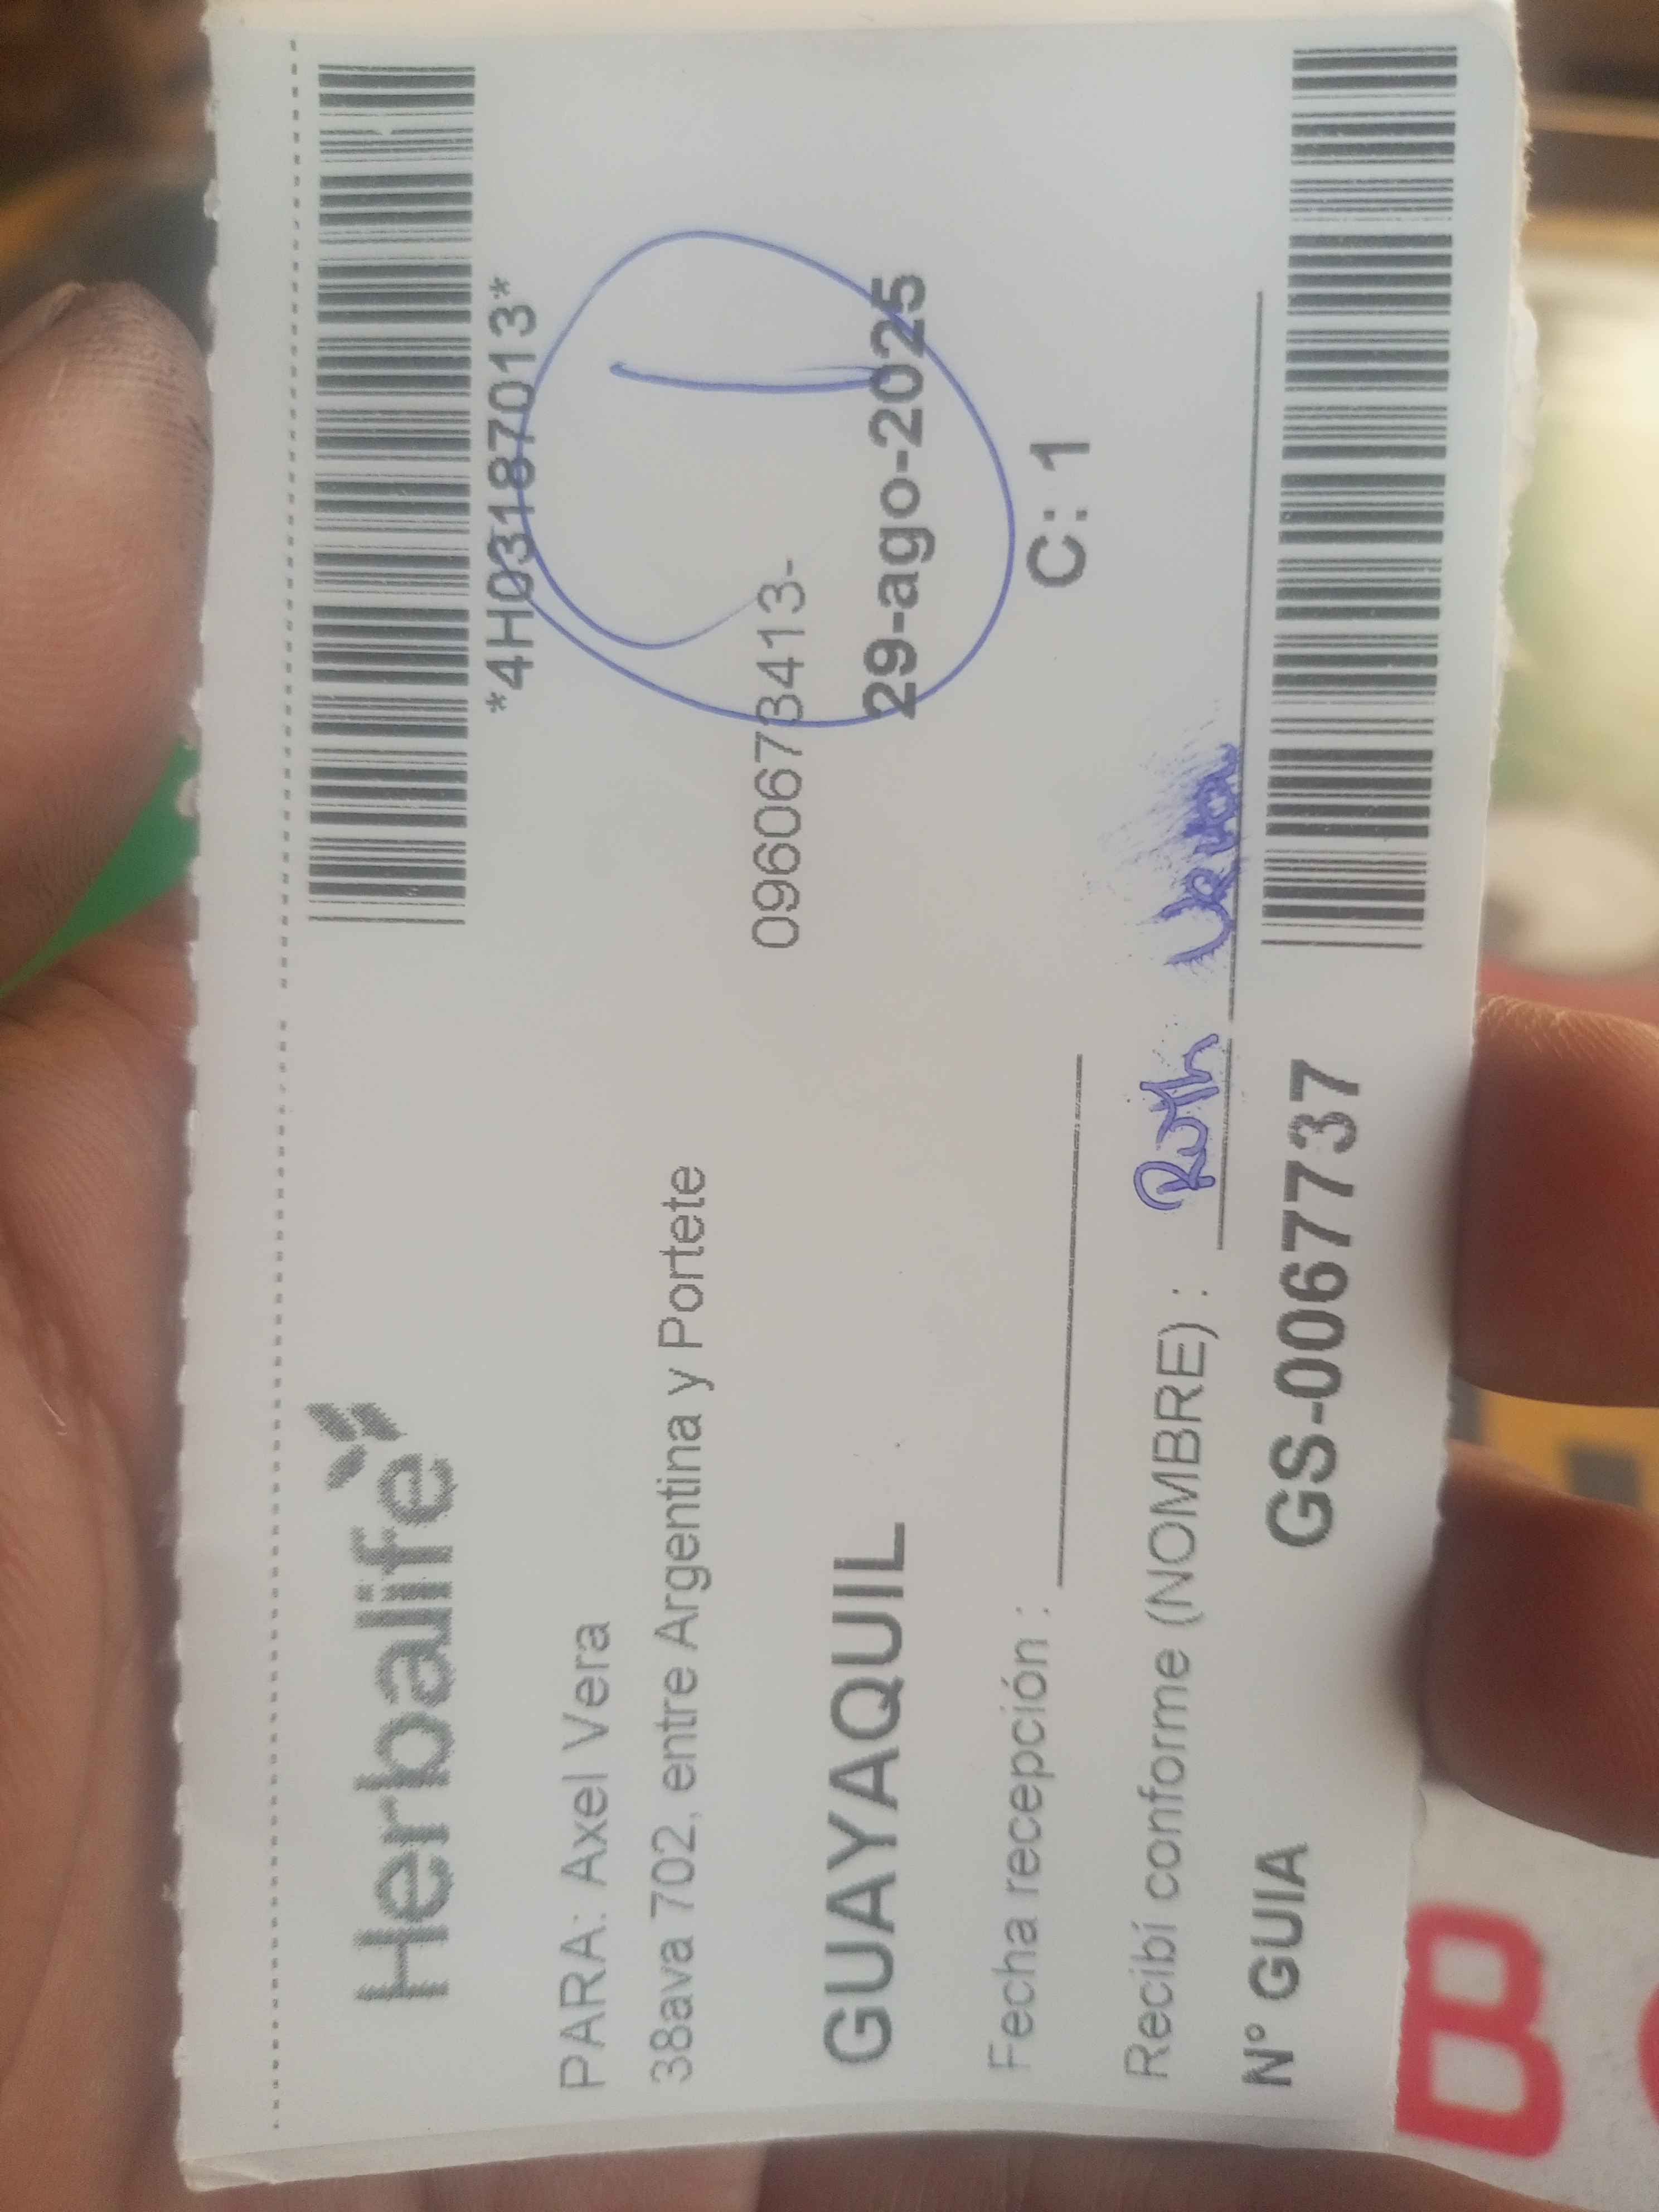 Herbalife
*4H03187013*
PARA: Axel Vera
38ava 702, entre Argentina y Portete
0960673413-
GUAYAQUIL
29-ago-2025
C: 1
Fecha recepción :
Recibí conforme (NOMBRE) : Ruth Vera
Nº GUIA GS-0067737
B